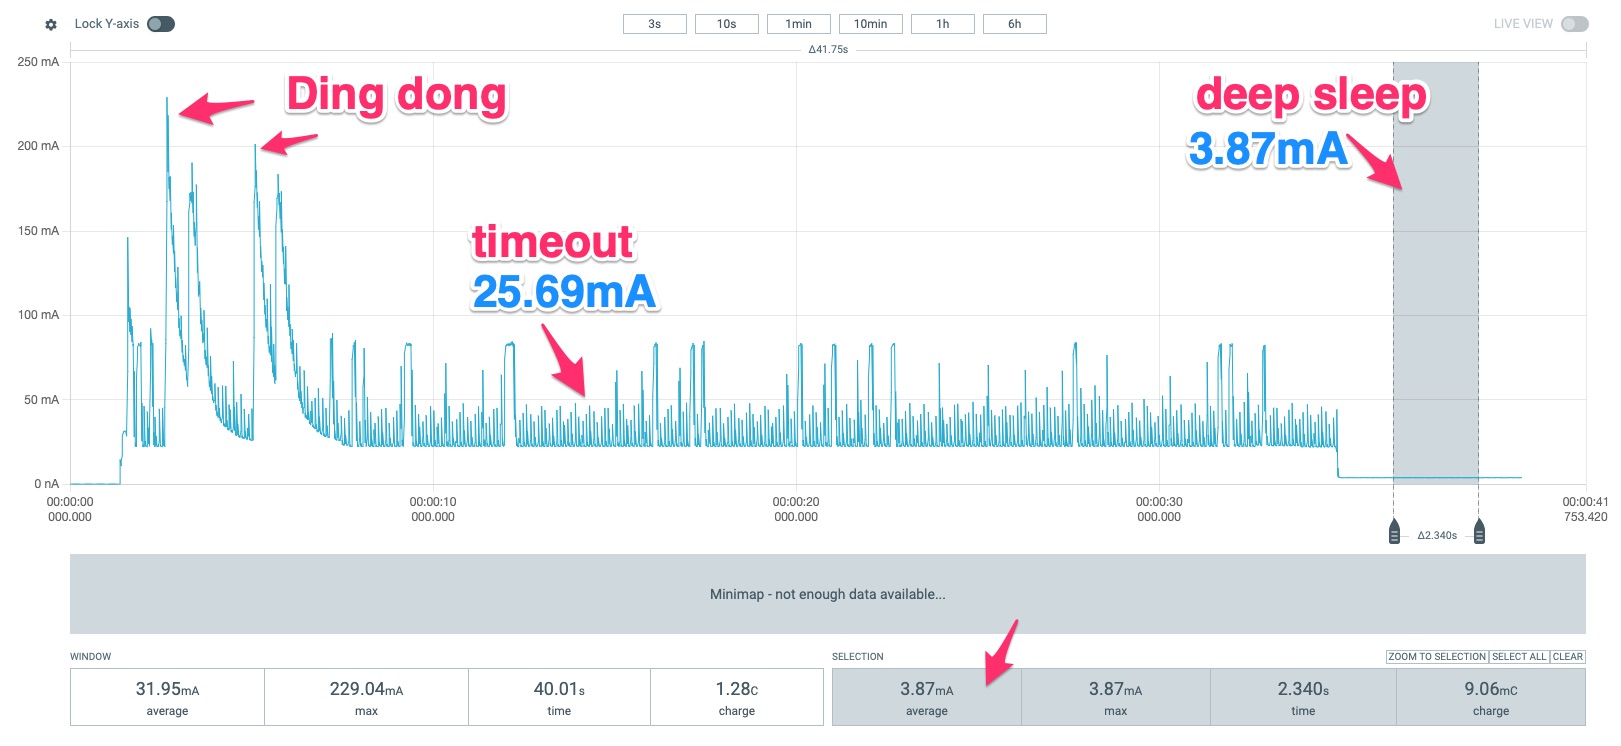 Lock Y-axis
3s 10s 1min 10min 1h 6h
LIVE VIEW
Δ41.75s
250 mA
200 mA
150 mA
100 mA
50 mA
0 nA
Ding dong
deep sleep
3.87mA
timeout
25.69mA
00:00:00 00:00:10 00:00:20 00:00:30 00:00:41
000.000 000.000 000.000 000.000 753.420
Δ2.340s
Minimap - not enough data available...
WINDOW
31.95mA 229.04mA 40.01s 1.28C
average max time charge
SELECTION
ZOOM TO SELECTION SELECT ALL CLEAR
3.87mA 3.87mA 2.340s 9.06mC
average max time charge